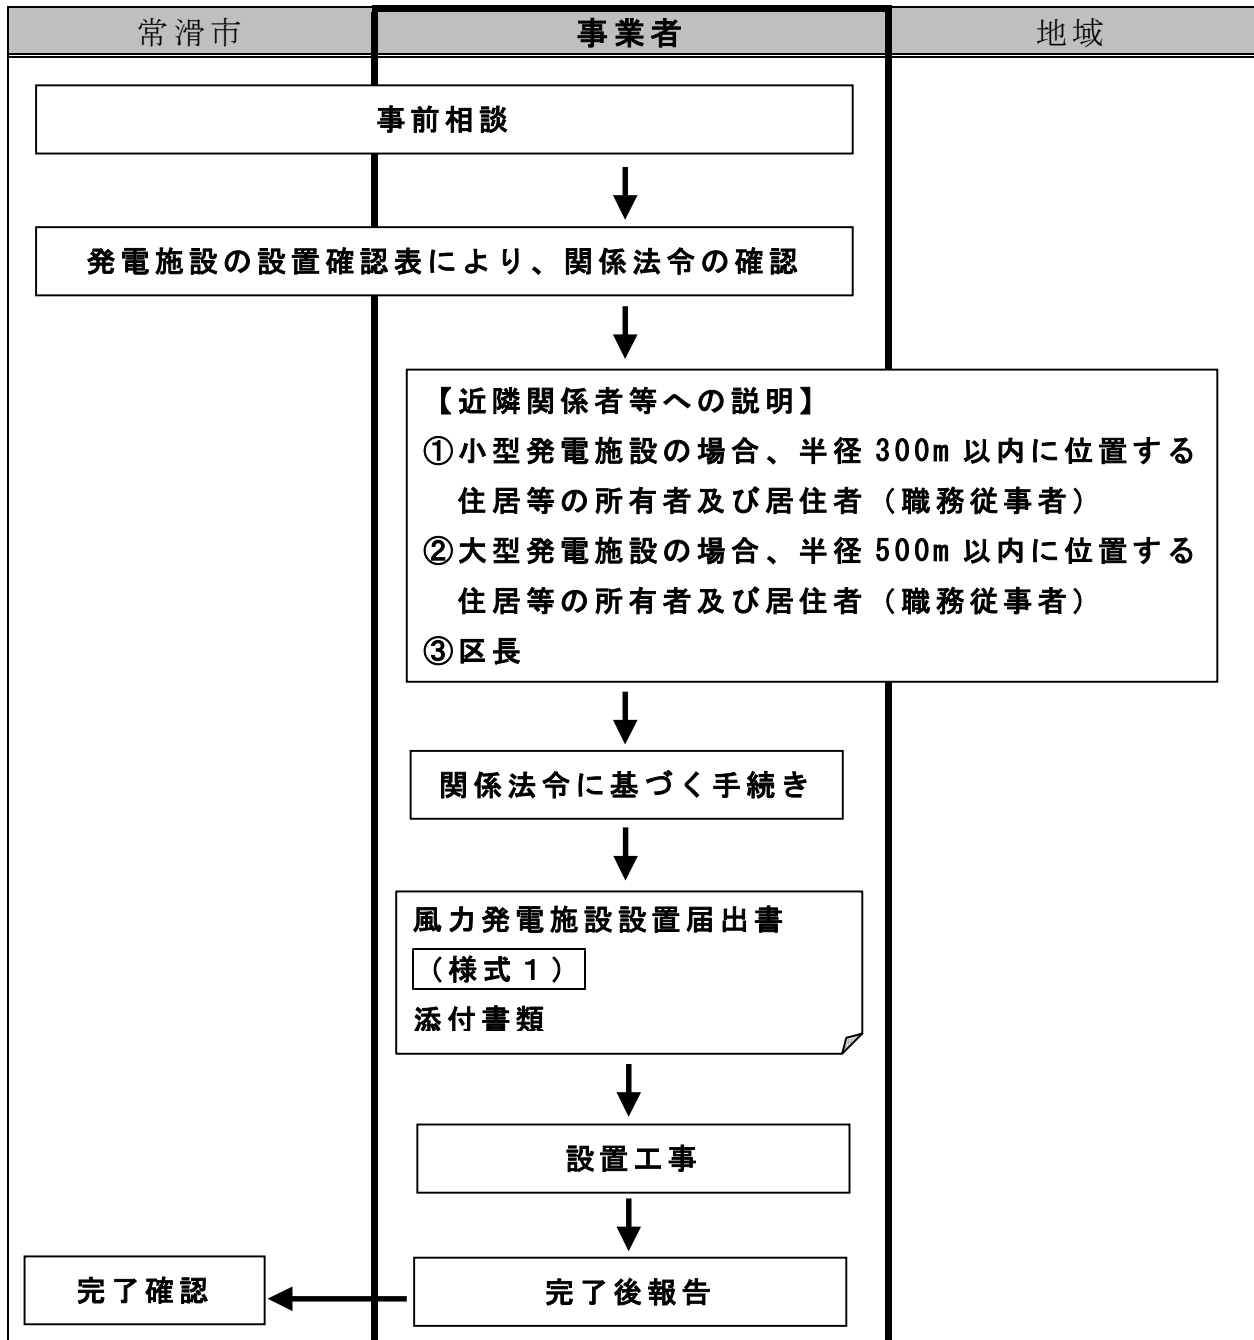 常滑市
事業者
地域
事前相談
発電施設の設置確認表により、関係法令の確認
【近隣関係者等への説明】
①小型発電施設の場合、半径 300m 以内に位置する
住居等の所有者及び居住者（職務従事者）
②大型発電施設の場合、半径 500m 以内に位置する
住居等の所有者及び居住者（職務従事者）
③区長
関係法令に基づく手続き
風力発電施設設置届出書
（様式１）
添付書類
設置工事
完了確認
完了後報告